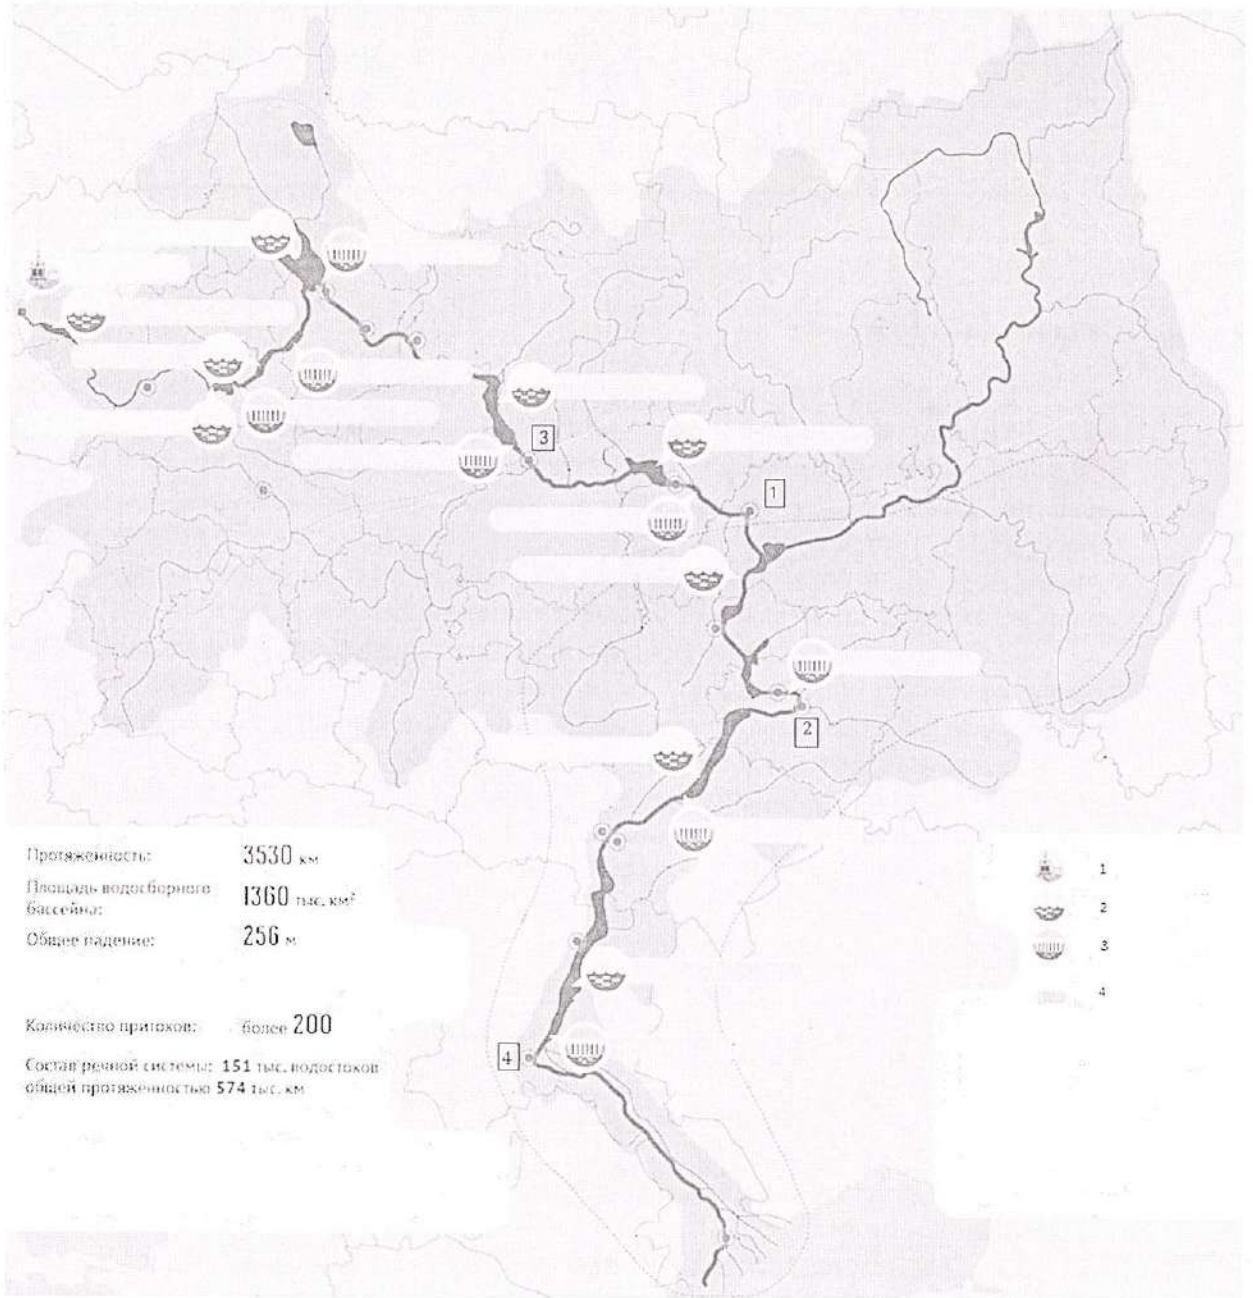 3
1
2
4
Протяженность: 3530 км
Площадь водосборного
бассейна: 1360 тыс. км²
Общее падение: 256 м
Количество притоков: более 200
Состав речной системы: 151 тыс. водостоков
общей протяженностью 574 тыс. км
1
2
3
4